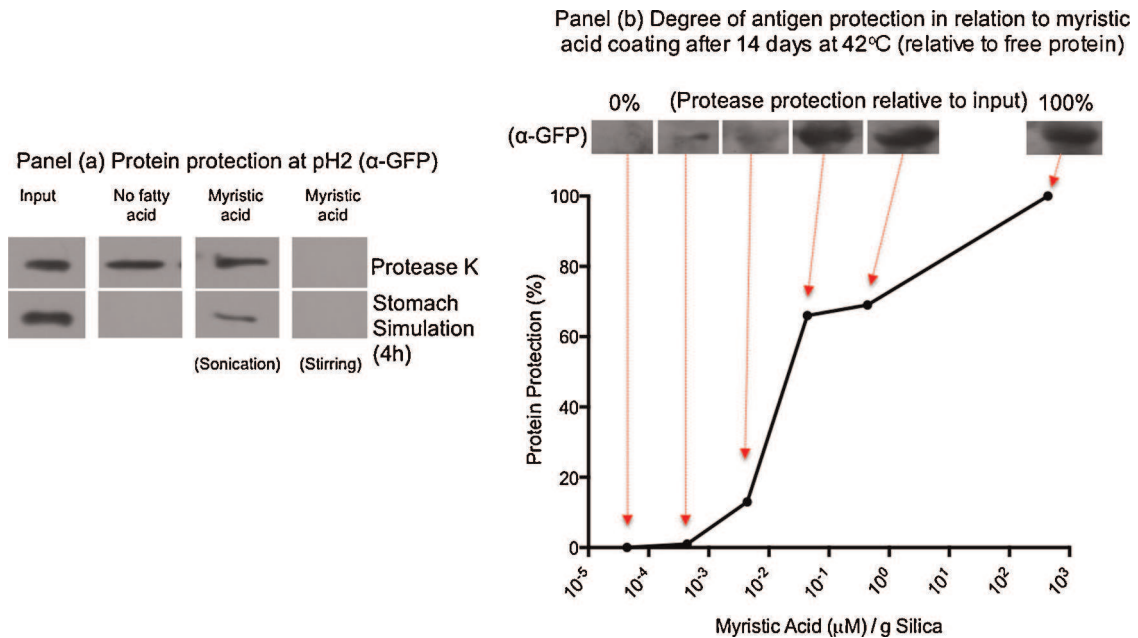 Panel (a) Protein protection at pH2 (α-GFP)
Input
No fatty
acid
Myristic
acid
Myristic
acid
Protease K
Stomach
Simulation
(4h)
(Sonication)
(Stirring)
Panel (b) Degree of antigen protection in relation to myristic
acid coating after 14 days at 42ºC (relative to free protein)
0% (Protease protection relative to input) 100%
(α-GFP)
Protein Protection (%)
100
80
60
40
20
0
10⁻⁵
10⁻⁴
10⁻³
10⁻²
10⁻¹
10⁰
10¹
10²
10³
Myristic Acid (μM) / g Silica